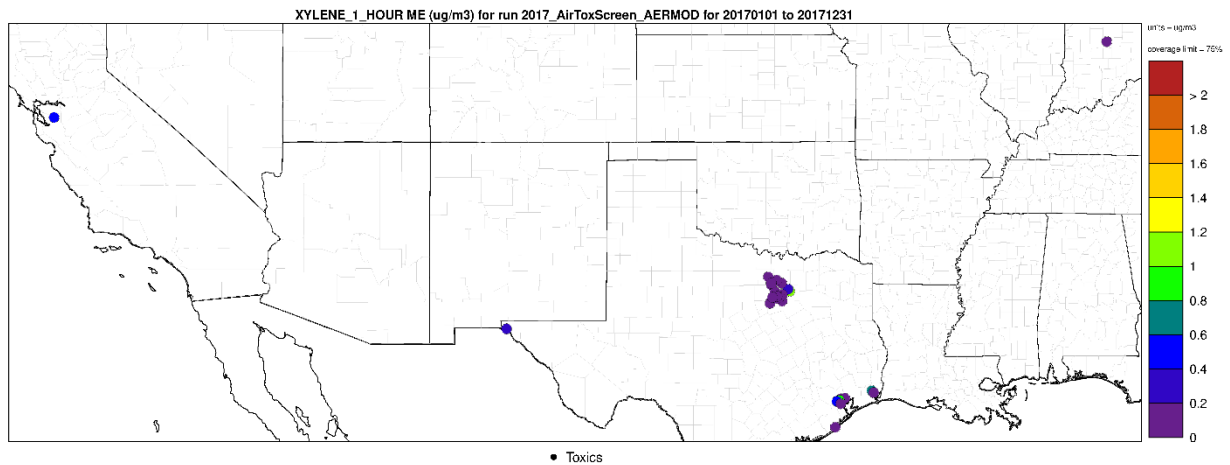 XYLENE_1_HOUR ME (ug/m3) for run 2017_AirToxScreen_AERMOD for 20170101 to 20171231
units = ug/m3
coverage limit = 75%
> 2
1.8
1.6
1.4
1.2
1
0.8
0.6
0.4
0.2
0
Toxics